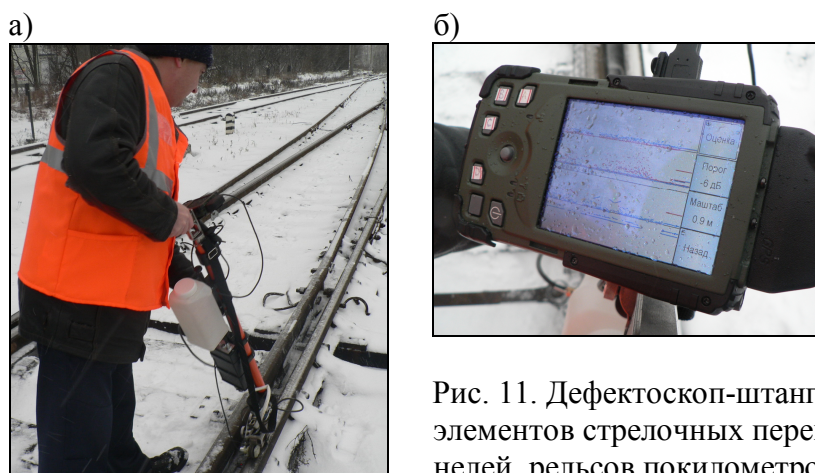 а)
б)
Оценка
Порог
-6 дБ
Маштаб
0.9 м
Назад
Рис. 11. Дефектоскоп-штанг
элементов стрелочных перев
нелей, рельсов покилометро